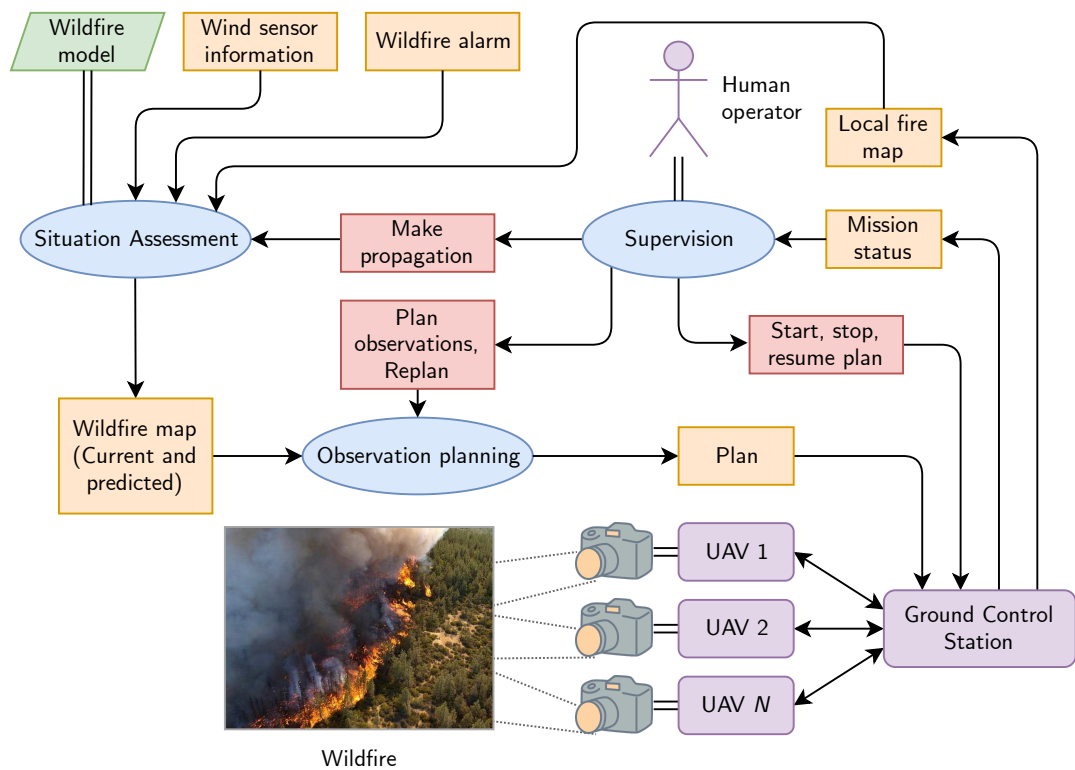 Wildfire
model
Wind sensor
information
Wildfire alarm
Human
operator
Local fire
map
Situation Assessment
Make
propagation
Supervision
Mission
status
Plan
observations,
Replan
Start, stop,
resume plan
Wildfire map
(Current and
predicted)
Observation planning
Plan
UAV 1
UAV 2
UAV N
Ground Control
Station
Wildfire